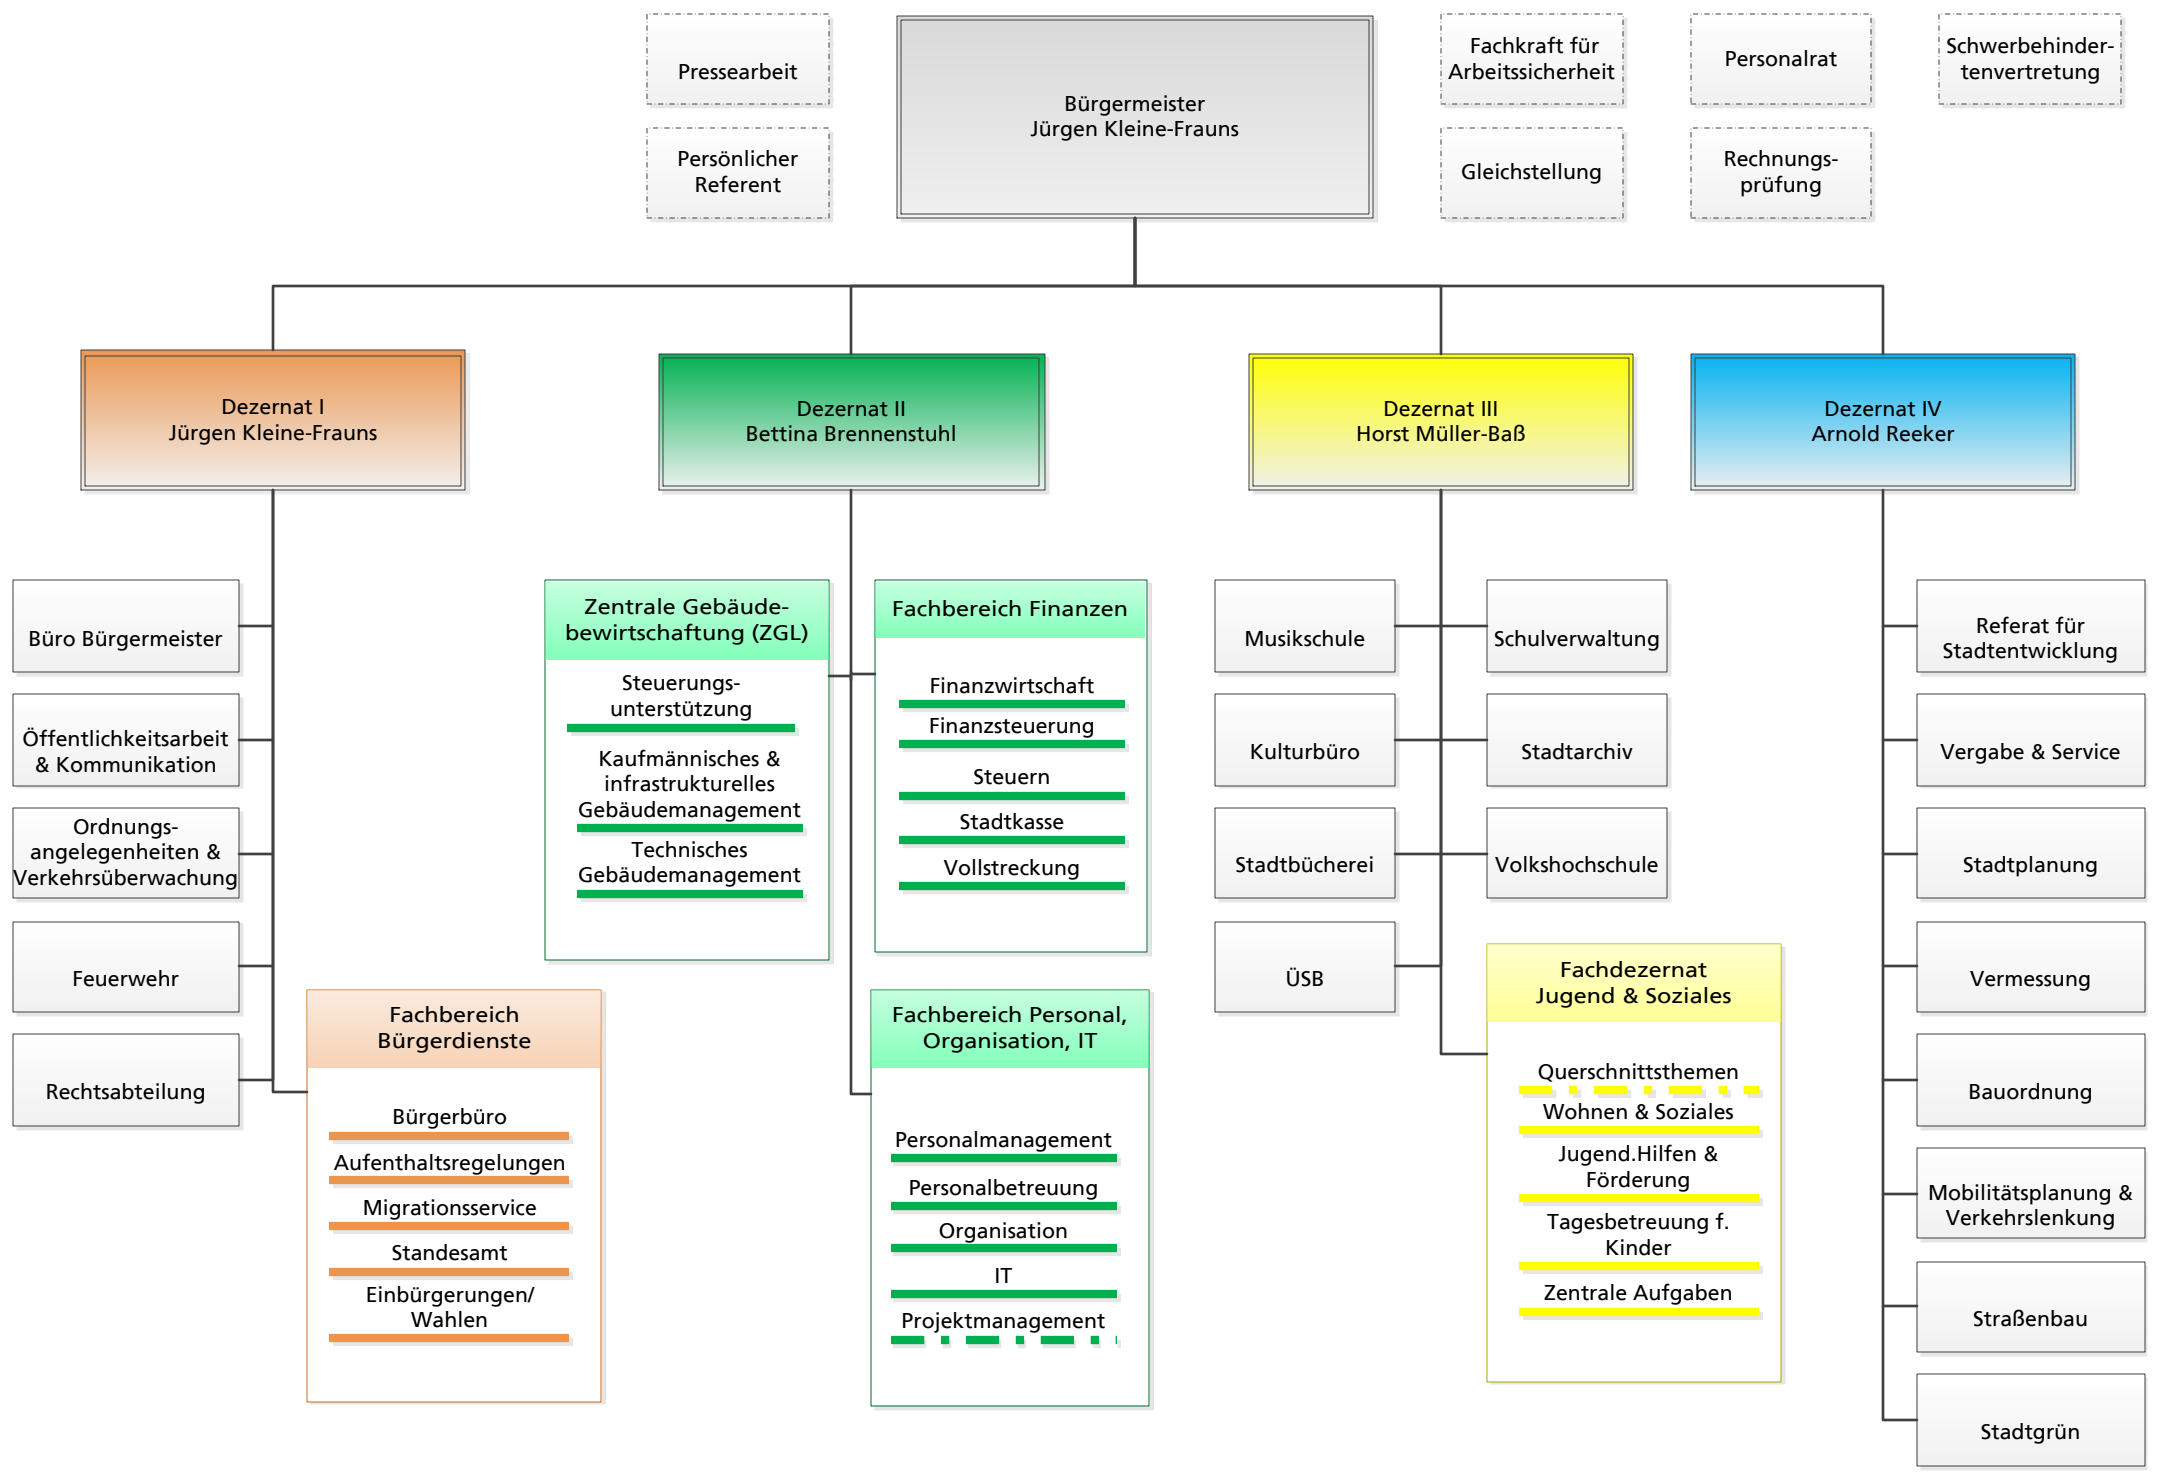 Pressearbeit
Persönlicher
Referent
Bürgermeister
Jürgen Kleine-Frauns
Fachkraft für
Arbeitssicherheit
Personalrat
Schwerbehinder-
tenvertretung
Gleichstellung
Rechnungs-
prüfung
Dezernat I
Jürgen Kleine-Frauns
Büro Bürgermeister
Öffentlichkeitsarbeit
& Kommunikation
Ordnungs-
angelegenheiten &
Verkehrsüberwachung
Feuerwehr
Rechtsabteilung
Fachbereich
Bürgerdienste
Bürgerbüro
Aufenthaltsregelungen
Migrationsservice
Standesamt
Einbürgerungen/
Wahlen
Dezernat II
Bettina Brennenstuhl
Zentrale Gebäude-
bewirtschaftung (ZGL)
Steuerungs-
unterstützung
Kaufmännisches &
infrastrukturelles
Gebäudemanagement
Technisches
Gebäudemanagement
Fachbereich Finanzen
Finanzwirtschaft
Finanzsteuerung
Steuern
Stadtkasse
Vollstreckung
Fachbereich Personal,
Organisation, IT
Personalmanagement
Personalbetreuung
Organisation
IT
Projektmanagement
Dezernat III
Horst Müller-Baß
Musikschule
Schulverwaltung
Kulturbüro
Stadtarchiv
Stadtbücherei
Volkshochschule
ÜSB
Fachdezernat
Jugend & Soziales
Querschnittsthemen
Wohnen & Soziales
Jugend.Hilfen &
Förderung
Tagesbetreuung f.
Kinder
Zentrale Aufgaben
Dezernat IV
Arnold Reeker
Referat für
Stadtentwicklung
Vergabe & Service
Stadtplanung
Vermessung
Bauordnung
Mobilitätsplanung &
Verkehrslenkung
Straßenbau
Stadtgrün